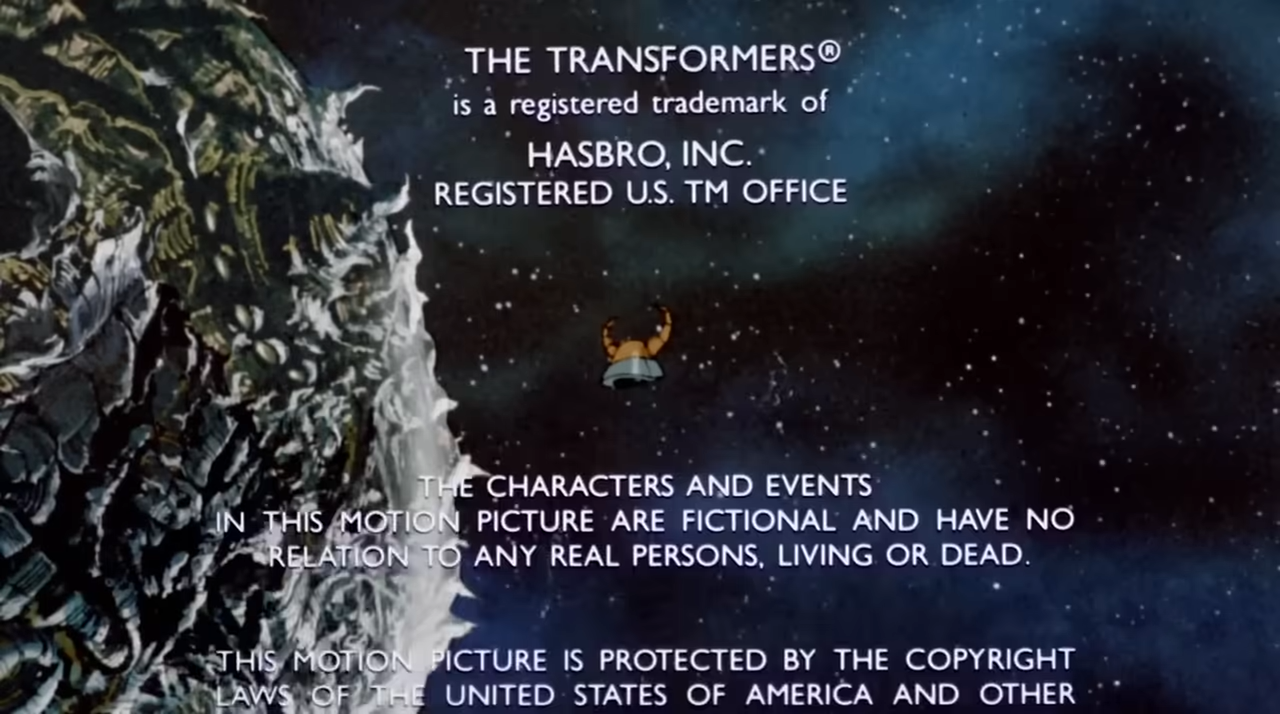 THE TRANSFORMERS®
is a registered trademark of
HASBRO, INC.
REGISTERED U.S. TM OFFICE
THE CHARACTERS AND EVENTS
IN THIS MOTION PICTURE ARE FICTIONAL AND HAVE NO
RELATION TO ANY REAL PERSONS, LIVING OR DEAD.
THIS MOTION PICTURE IS PROTECTED BY THE COPYRIGHT
LAWS OF THE UNITED STATES OF AMERICA AND OTHER